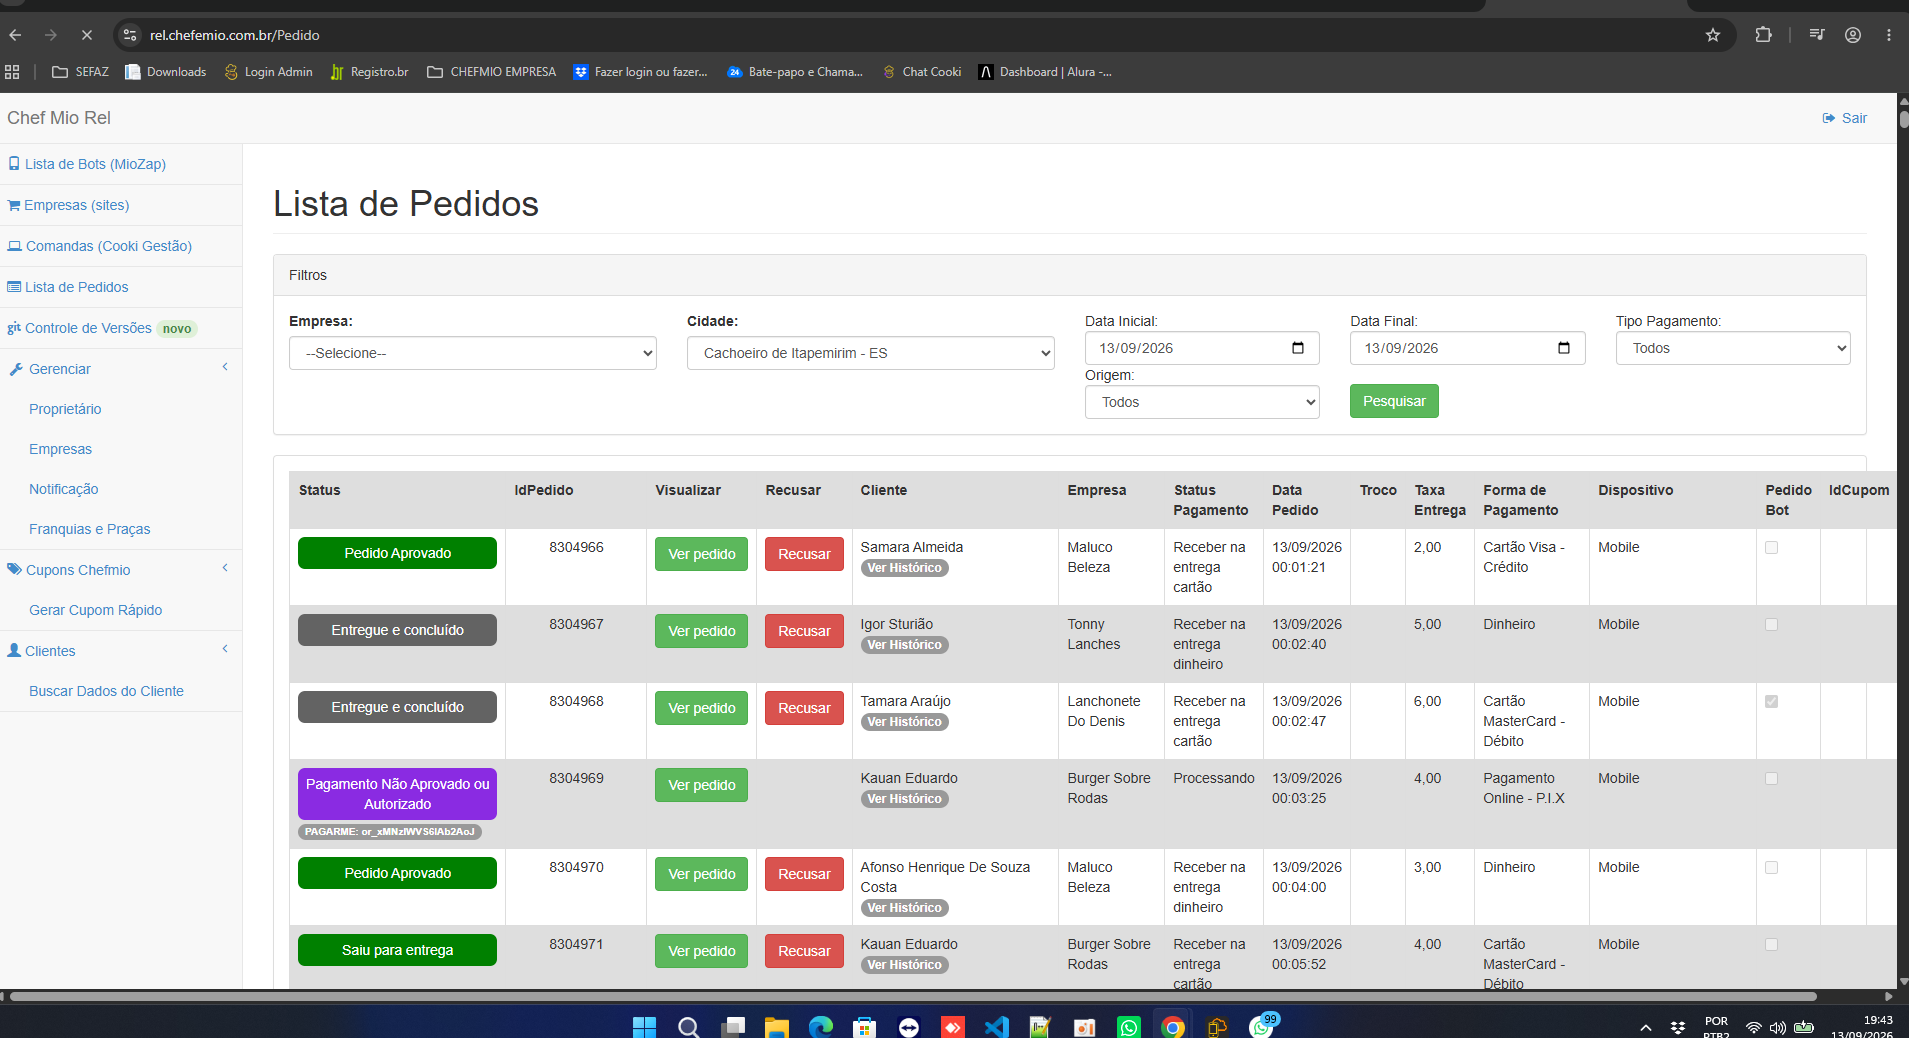 rel.chefemio.com.br/Pedido
SEFAZ
Downloads
Login Admin
Registro.br
CHEFMIO EMPRESA
Fazer login ou fazer...
24
Bate-papo e Chama...
Chat Cooki
Dashboard | Alura -...
Chef Mio Rel
Sair
Lista de Bots (MioZap)
Empresas (sites)
Comandas (Cooki Gestão)
Lista de Pedidos
git Controle de Versões novo
Gerenciar
Proprietário
Empresas
Notificação
Franquias e Praças
Cupons Chefmio
Gerar Cupom Rápido
Clientes
Buscar Dados do Cliente
Lista de Pedidos
Filtros
Empresa:
--Selecione--
Cidade:
Cachoeiro de Itapemirim - ES
Data Inicial:
13/09/2026
Data Final:
13/09/2026
Tipo Pagamento:
Todos
Origem:
Todos
Pesquisar
Status
IdPedido
Visualizar
Recusar
Cliente
Empresa
Status
Pagamento
Data
Pedido
Troco
Taxa
Entrega
Forma de
Pagamento
Dispositivo
Pedido
Bot
IdCupom
Pedido Aprovado
8304966
Ver pedido
Recusar
Samara Almeida
Ver Histórico
Maluco
Beleza
Receber na
entrega
cartão
13/09/2026
00:01:21
2,00
Cartão Visa -
Crédito
Mobile
Entregue e concluído
8304967
Ver pedido
Recusar
Igor Sturião
Ver Histórico
Tonny
Lanches
Receber na
entrega
dinheiro
13/09/2026
00:02:40
5,00
Dinheiro
Mobile
Entregue e concluído
8304968
Ver pedido
Recusar
Tamara Araújo
Ver Histórico
Lanchonete
Do Denis
Receber na
entrega
cartão
13/09/2026
00:02:47
6,00
Cartão
MasterCard -
Débito
Mobile
Pagamento Não Aprovado ou
Autorizado
PAGARME: or_xMNzIWVS6IAb2AoJ
8304969
Ver pedido
Kauan Eduardo
Ver Histórico
Burger Sobre
Rodas
Processando
13/09/2026
00:03:25
4,00
Pagamento
Online - P.I.X
Mobile
Pedido Aprovado
8304970
Ver pedido
Recusar
Afonso Henrique De Souza
Costa
Ver Histórico
Maluco
Beleza
Receber na
entrega
dinheiro
13/09/2026
00:04:00
3,00
Dinheiro
Mobile
Saiu para entrega
8304971
Ver pedido
Recusar
Kauan Eduardo
Ver Histórico
Burger Sobre
Rodas
Receber na
entrega
cartão
13/09/2026
00:05:52
4,00
Cartão
MasterCard -
Débito
Mobile
99
POR
PTB2
19:43
13/09/2026